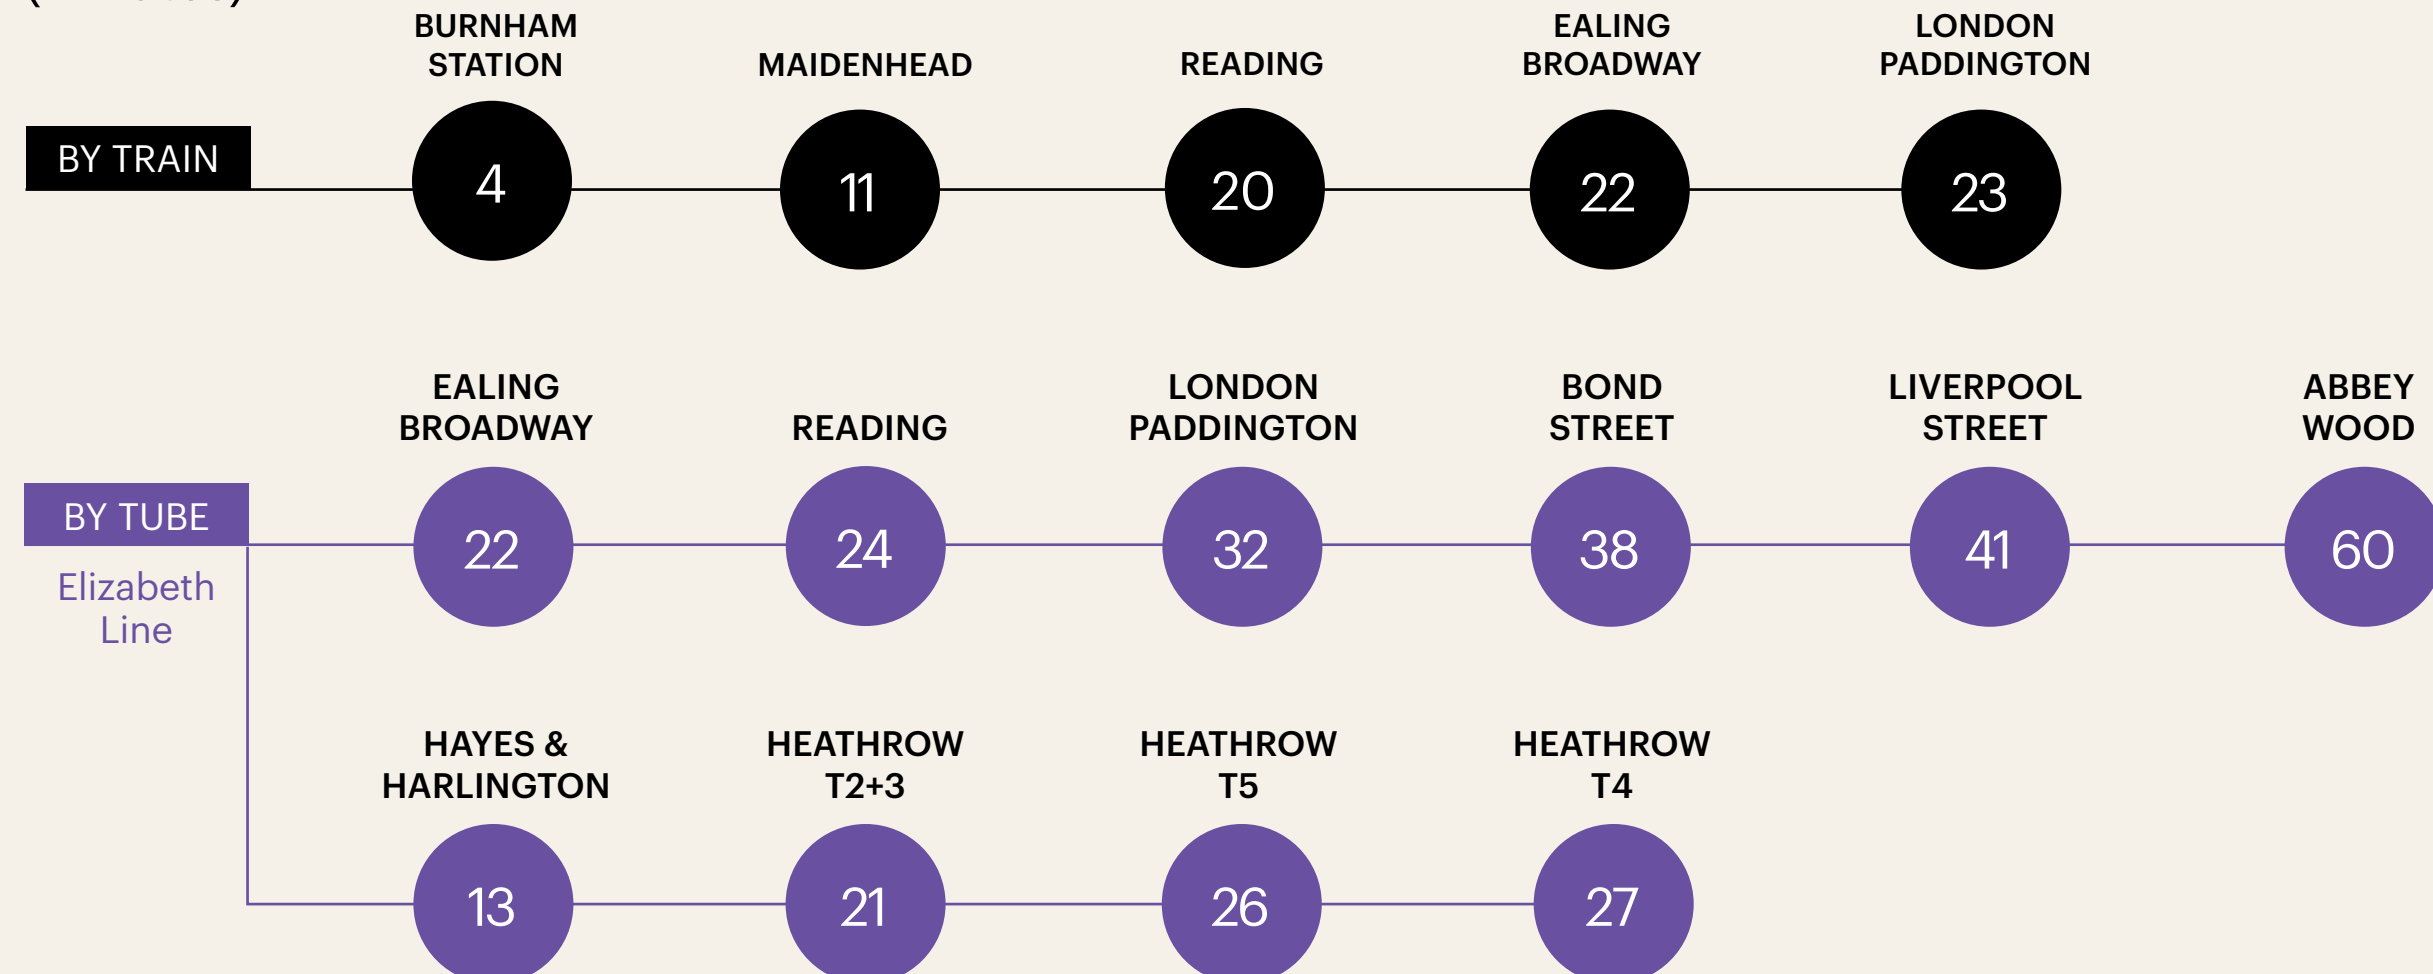 BURNHAM
STATION
MAIDENHEAD
READING
EALING
BROADWAY
LONDON
PADDINGTON
BY TRAIN
4
11
20
22
23
EALING
BROADWAY
READING
LONDON
PADDINGTON
BOND
STREET
LIVERPOOL
STREET
ABBEY
WOOD
BY TUBE
Elizabeth
Line
22
24
32
38
41
60
HAYES &
HARLINGTON
HEATHROW
T2+3
HEATHROW
T5
HEATHROW
T4
13
21
26
27